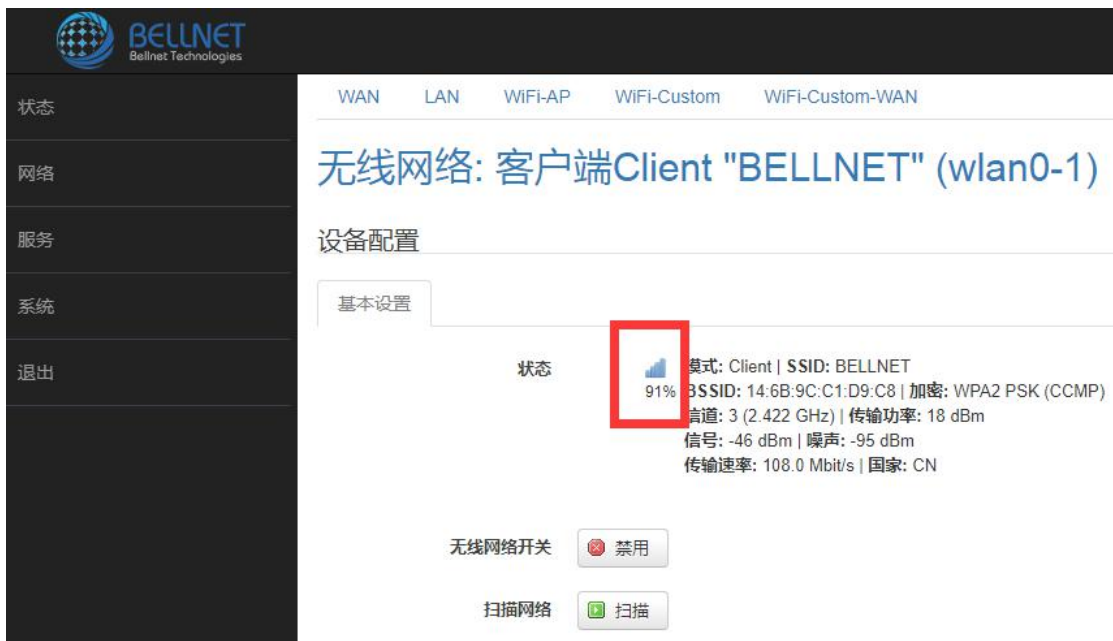 BELLNET
Bellnet Technologies
状态
网络
服务
系统
退出
WAN LAN WiFi-AP WiFi-Custom WiFi-Custom-WAN
无线网络: 客户端Client "BELLNET" (wlan0-1)
设备配置
基本设置
状态
91%
模式: Client | SSID: BELLNET
BSSID: 14:6B:9C:C1:D9:C8 | 加密: WPA2 PSK (CCMP)
信道: 3 (2.422 GHz) | 传输功率: 18 dBm
信号: -46 dBm | 噪声: -95 dBm
传输速率: 108.0 Mbit/s | 国家: CN
无线网络开关 禁用
扫描网络 扫描